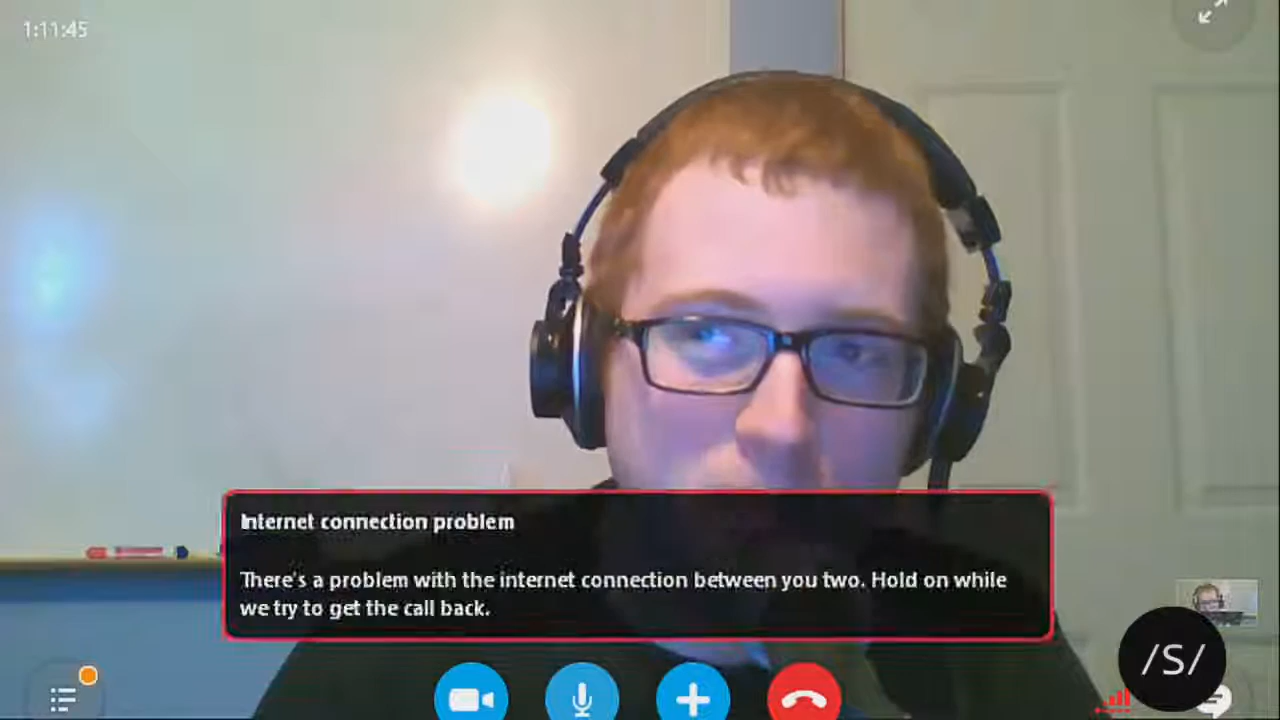 1:11:45
Internet connection problem
There's a problem with the internet connection between you two. Hold on while
we try to get the call back.
/S/